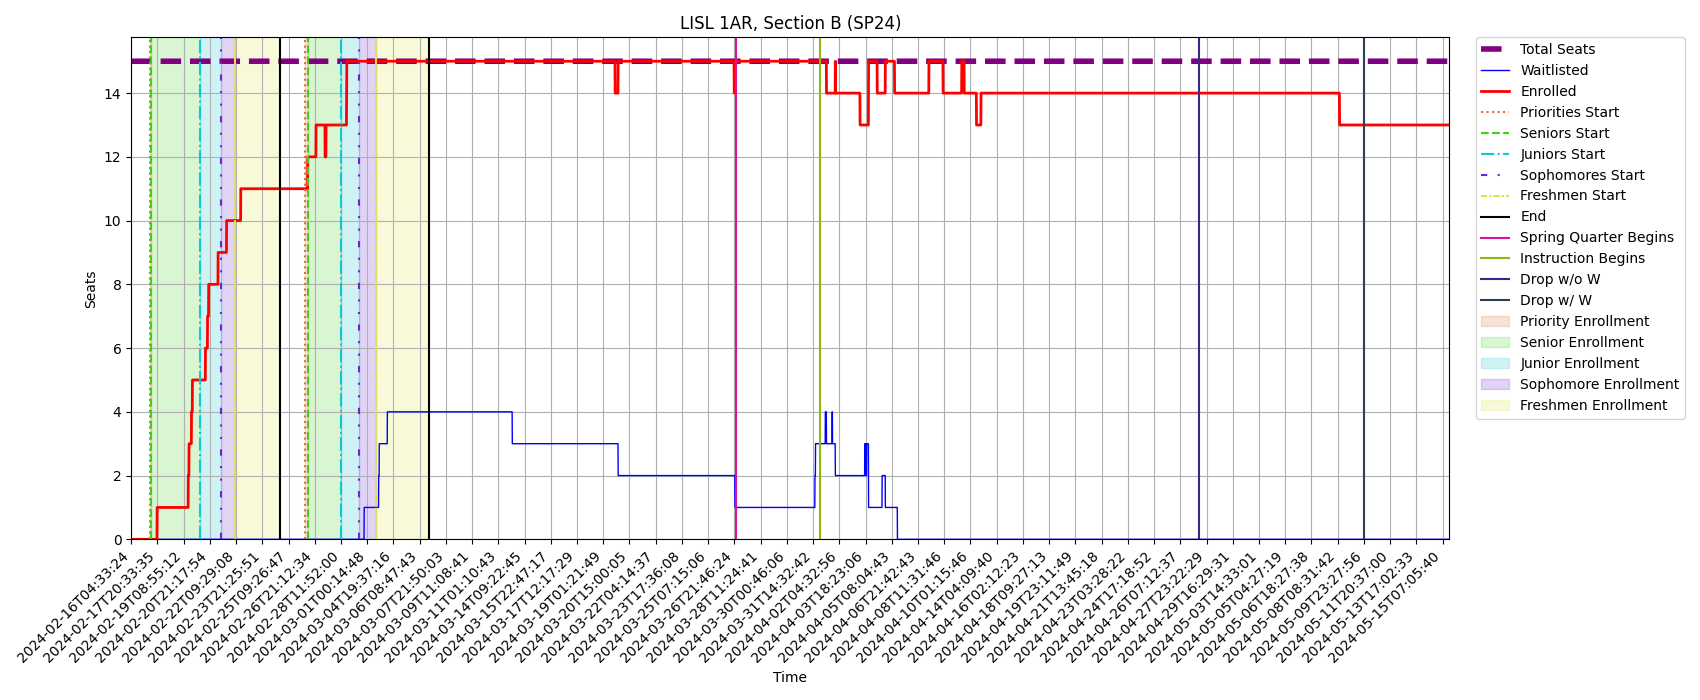 LISL 1AR, Section B (SP24)
Total Seats
Waitlisted
Enrolled
Priorities Start
Seniors Start
Juniors Start
Sophomores Start
Freshmen Start
End
Spring Quarter Begins
Instruction Begins
Drop w/o W
Drop w/ W
Priority Enrollment
Senior Enrollment
Junior Enrollment
Sophomore Enrollment
Freshmen Enrollment
Seats
14
12
10
8
6
4
2
0
2024-02-16T04:33:24
2024-02-17T20:33:35
2024-02-19T08:55:12
2024-02-20T21:17:54
2024-02-22T09:29:08
2024-02-23T21:25:51
2024-02-25T09:26:47
2024-02-26T21:12:34
2024-02-28T11:52:00
2024-03-01T00:14:48
2024-03-04T19:37:16
2024-03-06T08:47:43
2024-03-07T21:50:03
2024-03-09T11:08:41
2024-03-11T01:10:43
2024-03-14T09:22:45
2024-03-15T22:47:17
2024-03-17T12:17:29
2024-03-19T01:21:49
2024-03-20T15:00:05
2024-03-22T04:14:37
2024-03-23T17:36:08
2024-03-25T07:15:06
2024-03-26T21:46:24
2024-03-28T11:24:41
2024-03-30T00:46:06
2024-03-31T14:32:42
2024-04-02T04:32:56
2024-04-03T18:23:06
2024-04-05T08:04:43
2024-04-06T21:42:43
2024-04-08T11:31:46
2024-04-10T01:15:46
2024-04-14T04:09:40
2024-04-16T02:12:23
2024-04-18T09:27:13
2024-04-19T23:11:49
2024-04-21T13:45:18
2024-04-23T03:28:22
2024-04-24T17:18:52
2024-04-26T07:12:37
2024-04-27T23:22:29
2024-04-29T16:29:31
2024-05-03T14:33:01
2024-05-05T04:27:19
2024-05-06T18:27:38
2024-05-08T08:31:42
2024-05-09T23:27:56
2024-05-11T20:37:00
2024-05-13T17:02:33
2024-05-15T07:05:40
Time